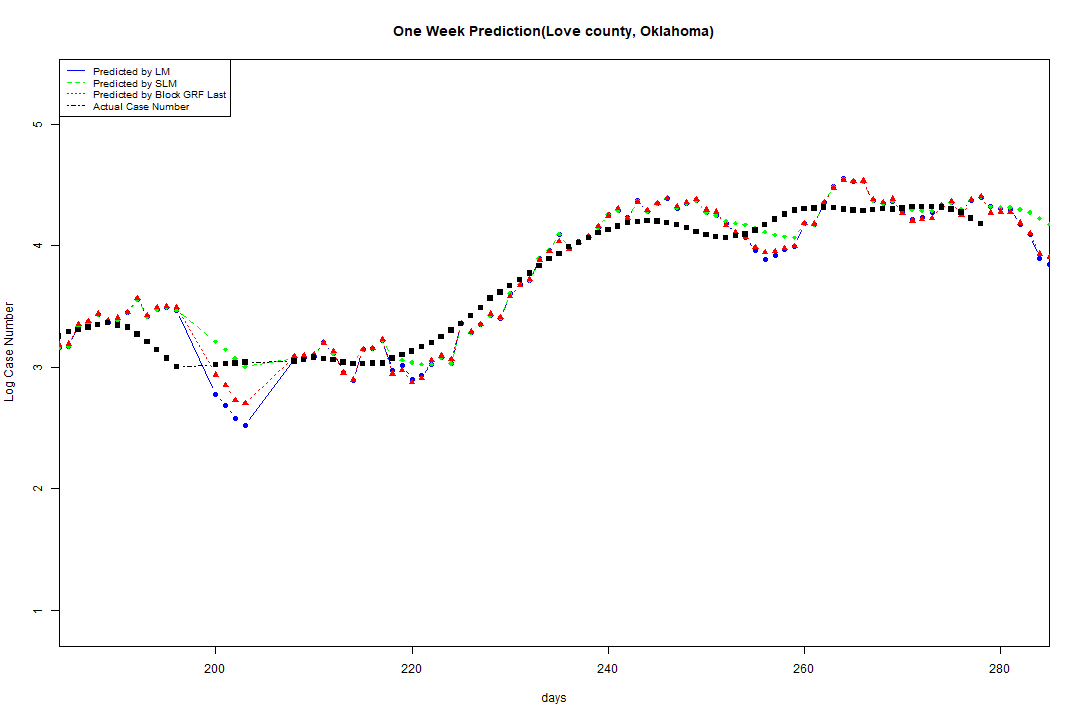 One Week Prediction(Love county, Oklahoma)
Predicted by LM
Predicted by SLM
Predicted by Block GRF Last
Actual Case Number
5
4
3
2
1
Log Case Number
200 220 240 260 280
days